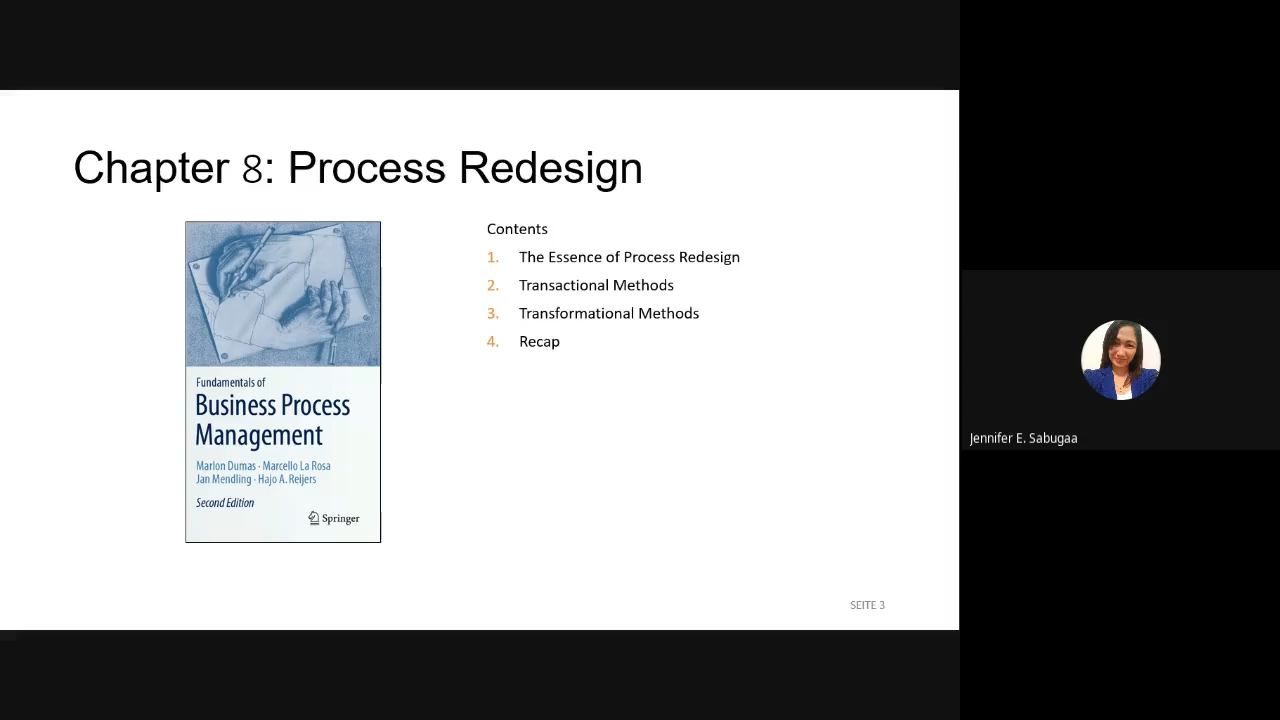 Chapter 8: Process Redesign
Contents
1. The Essence of Process Redesign
2. Transactional Methods
3. Transformational Methods
4. Recap
Fundamentals of
Business Process
Management
Marlon Dumas · Marcello La Rosa
Jan Mendling · Hajo A. Reijers
Second Edition
Springer
SEITE 3
Jennifer E. Sabugaa